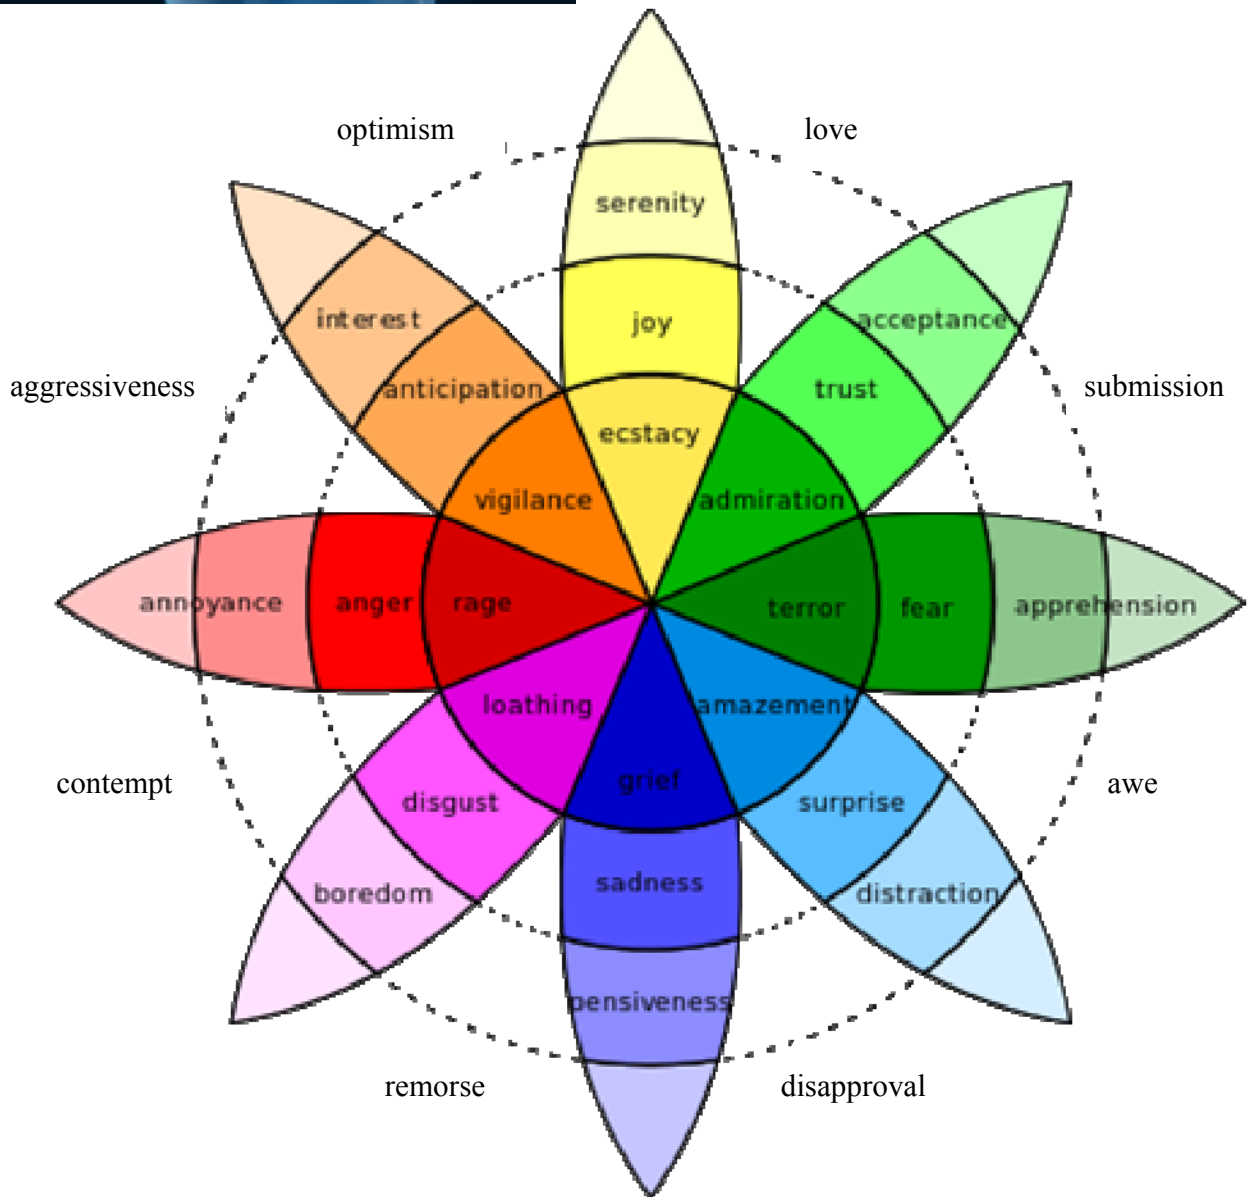 optimism
love
serenity
interest
joy
acceptance
aggressiveness
anticipation
trust
submission
ecstacy
vigilance
admiration
annoyance
anger
rage
terror
fear
apprehension
loathing
amazement
contempt
grief
awe
disgust
surprise
boredom
sadness
distraction
pensiveness
remorse
disapproval